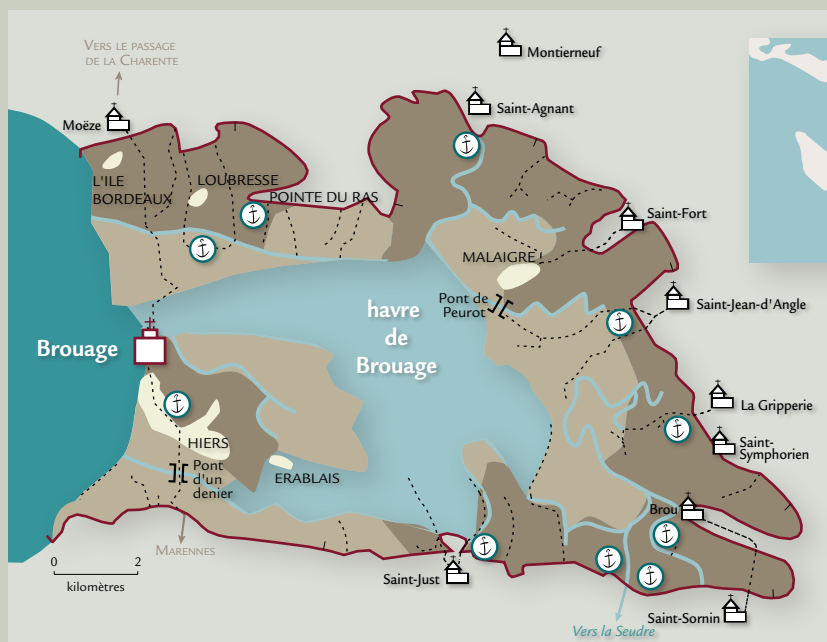 Vers le passage
de la Charente
Montierneuf
Moëze
Saint-Agnant
L'ILE
BORDEAUX
LOUBRESSE
POINTE DU RAS
Saint-Fort
MALAIGRE
Pont de
Peurot
Saint-Jean-d'Angle
havre
de
Brouage
Brouage
La Gripperie
Saint-
Symphorien
HIERS
Pont
d'un
denier
ERABLAIS
Brou
Marennes
0 2
kilomètres
Saint-Just
Saint-Sornin
Vers la Seudre